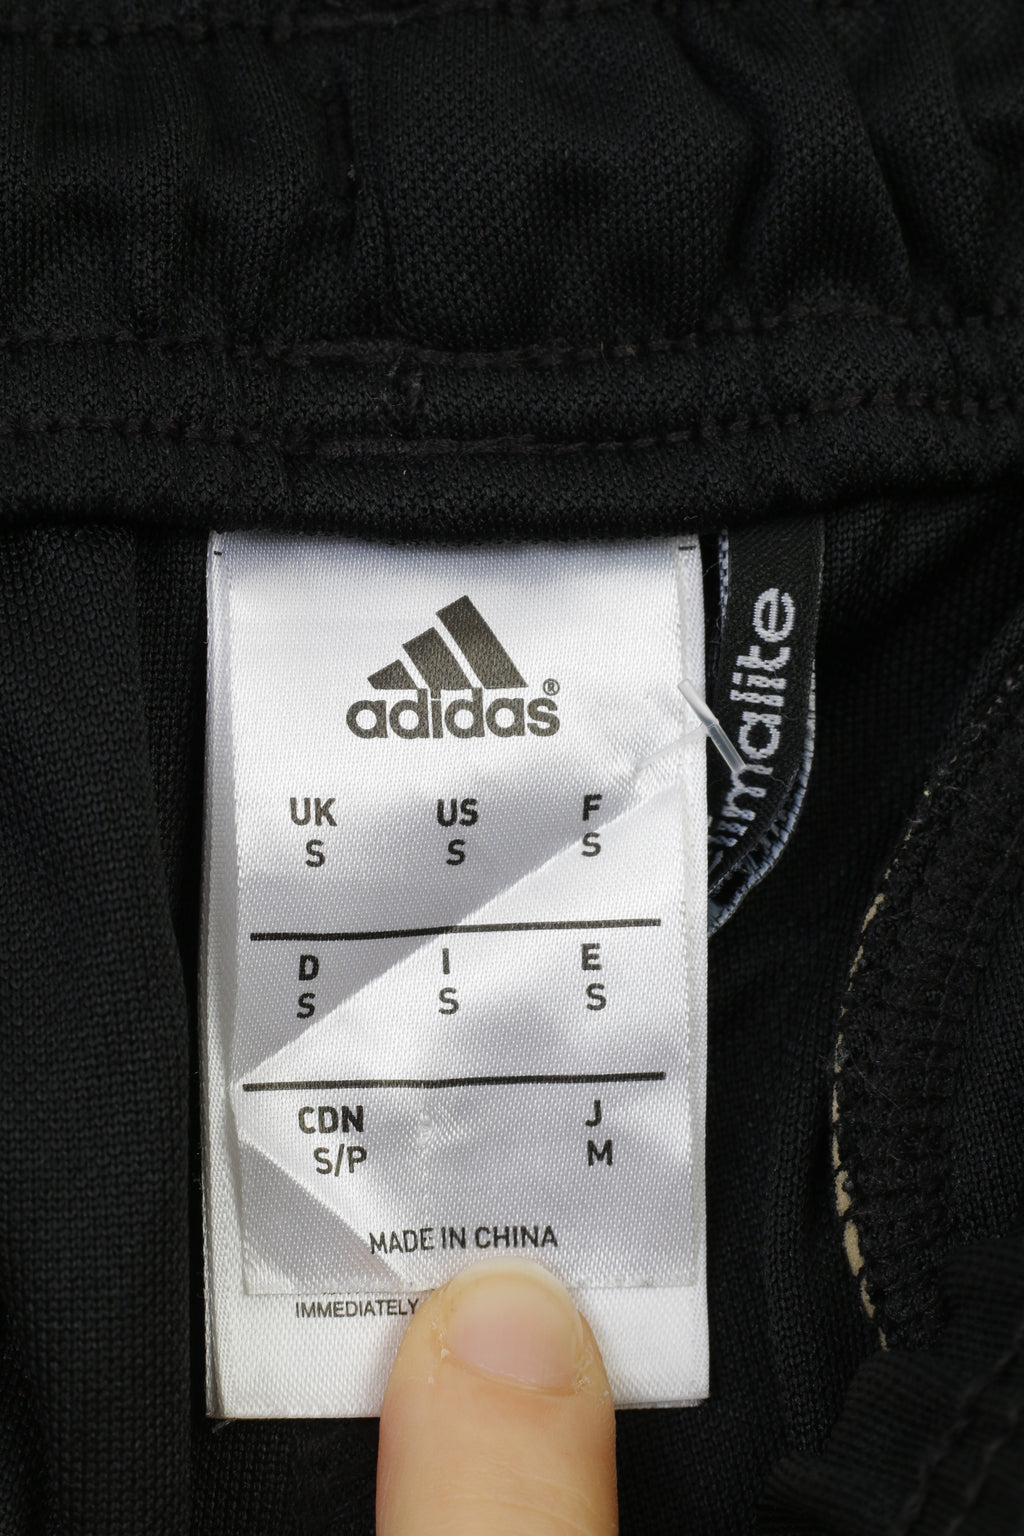 adidas®
UK US F
S S S
D I E
S S S
CDN J
S/P M
MADE IN CHINA
IMMEDIATELY
climalite